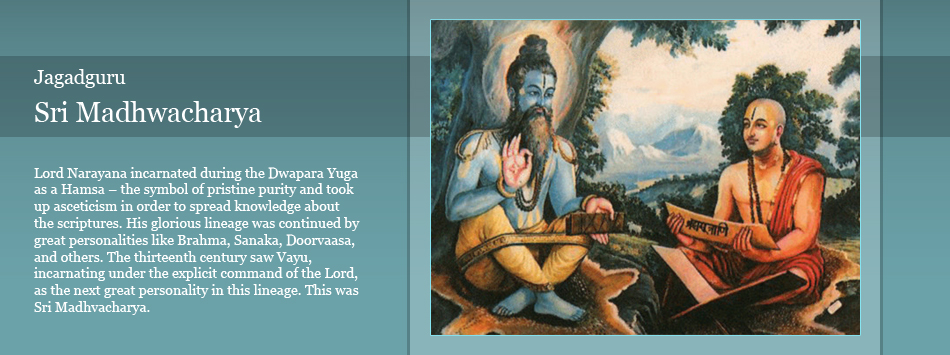 Jagadguru
Sri Madhwacharya
Lord Narayana incarnated during the Dwapara Yuga
as a Hamsa – the symbol of pristine purity and took
up asceticism in order to spread knowledge about
the scriptures. His glorious lineage was continued by
great personalities like Brahma, Sanaka, Doorvaasa,
and others. The thirteenth century saw Vayu,
incarnating under the explicit command of the Lord,
as the next great personality in this lineage. This was
Sri Madhvacharya.